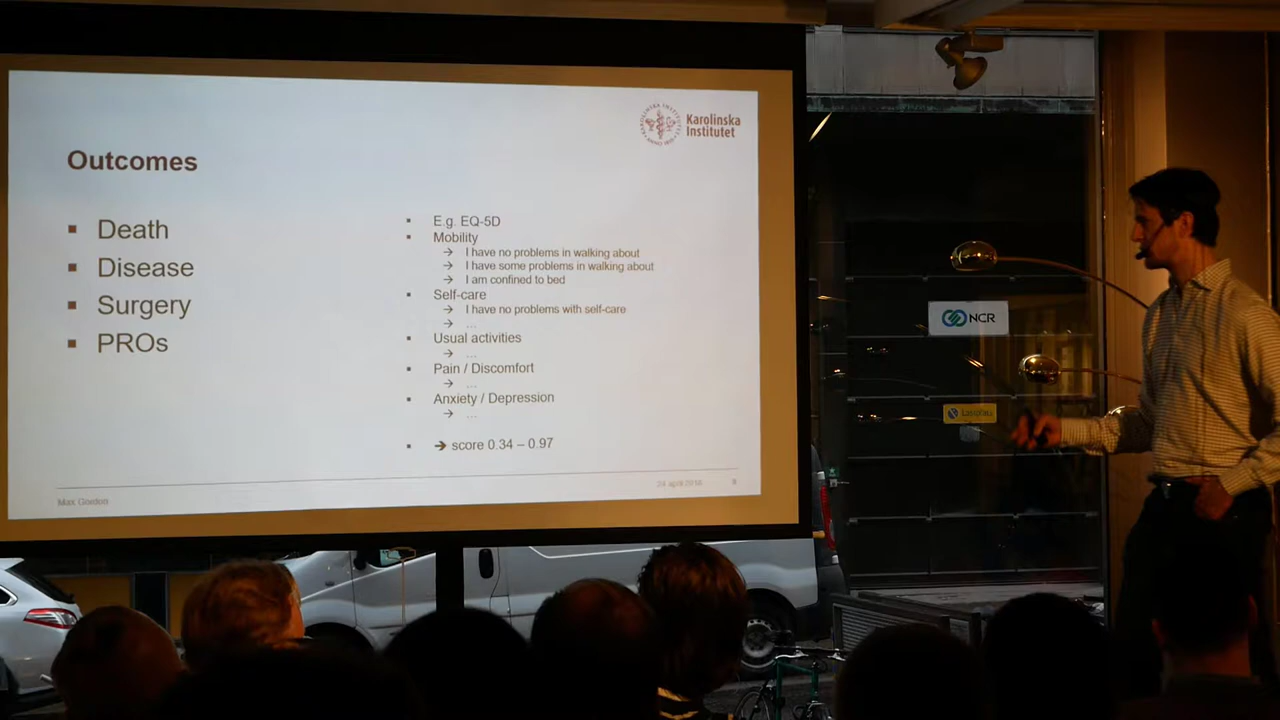 Karolinska
Institutet
Outcomes
▪ Death
▪ Disease
▪ Surgery
▪ PROs
▪ E.g. EQ-5D
▪ Mobility
→ I have no problems in walking about
→ I have some problems in walking about
→ I am confined to bed
▪ Self-care
→ I have no problems with self-care
→ ...
▪ Usual activities
→ ...
▪ Pain / Discomfort
→ ...
▪ Anxiety / Depression
→ ...
▪ ➔ score 0.34 – 0.97
Max Gordon
24 april
NCR